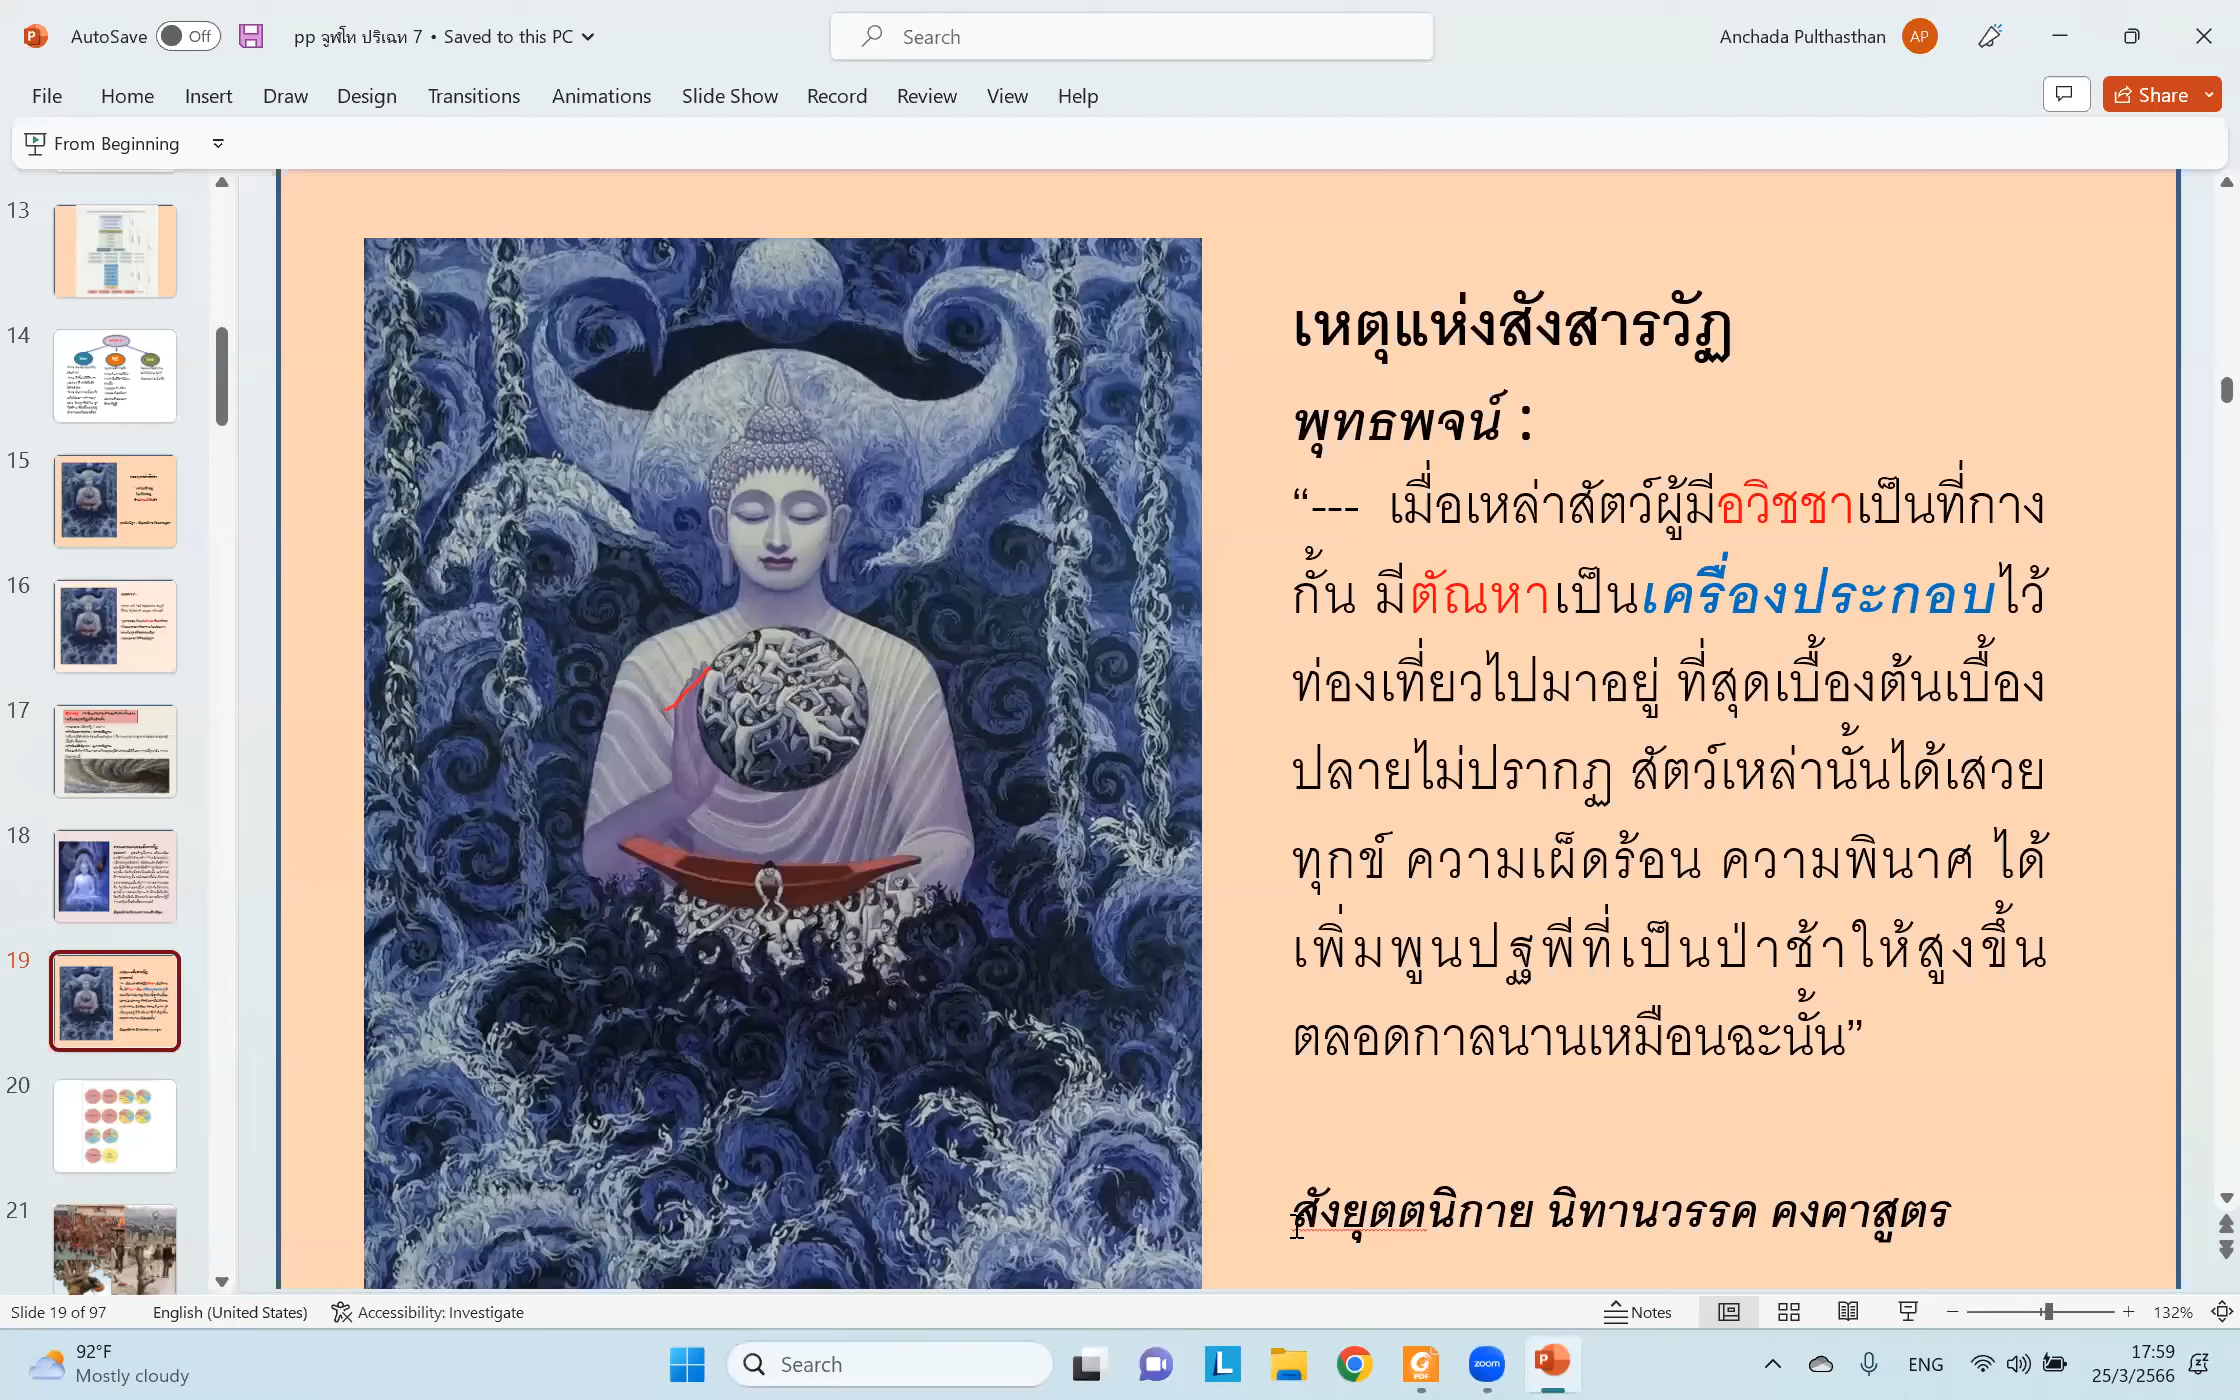 AutoSave Off pp จูฬโท ปริเฉท 7 • Saved to this PC Search Anchada Pulthasthan AP
File Home Insert Draw Design Transitions Animations Slide Show Record Review View Help Share
From Beginning
13
14
15
16
17
18
19
20
21
เหตุแห่งสังสารวัฏ
พุทธพจน์ :
“--- เมื่อเหล่าสัตว์ผู้มีอวิชชาเป็นที่กาง
กั้น มีตัณหาเป็นเครื่องประกอบไว้
ท่องเที่ยวไปมาอยู่ ที่สุดเบื้องต้นเบื้อง
ปลายไม่ปรากฏ สัตว์เหล่านั้นได้เสวย
ทุกข์ ความเผ็ดร้อน ความพินาศ ได้
เพิ่มพูนปฐพีที่เป็นป่าช้าให้สูงขึ้น
ตลอดกาลนานเหมือนฉะนั้น”
สังยุตตนิกาย นิทานวรรค คงคาสูตร
Slide 19 of 97 English (United States) Accessibility: Investigate Notes 132%
92°F
Mostly cloudy
Search
L
PDF
zoom
P
ENG
17:59
25/3/2566